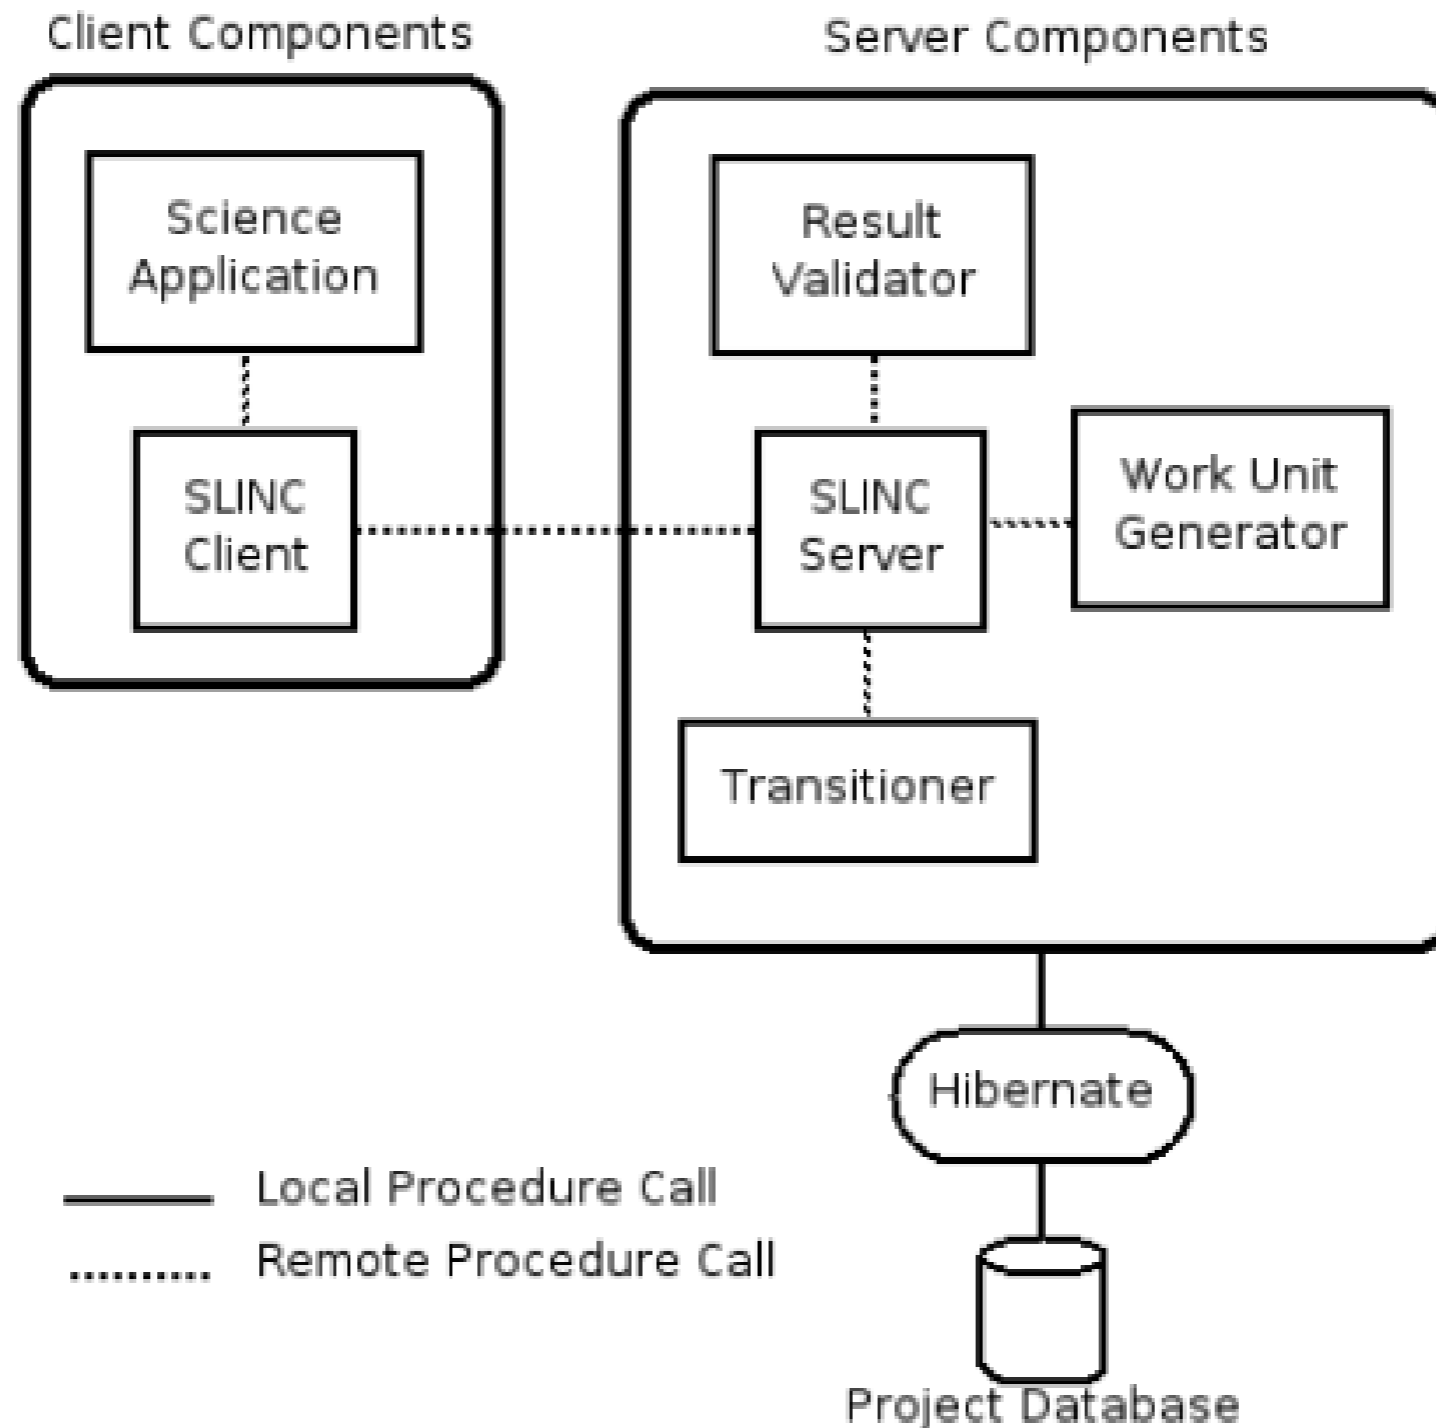 Client Components
Server Components
Science
Application
Result
Validator
SLINC
Client
SLINC
Server
Work Unit
Generator
Transitioner
Hibernate
Local Procedure Call
Remote Procedure Call
Project Database